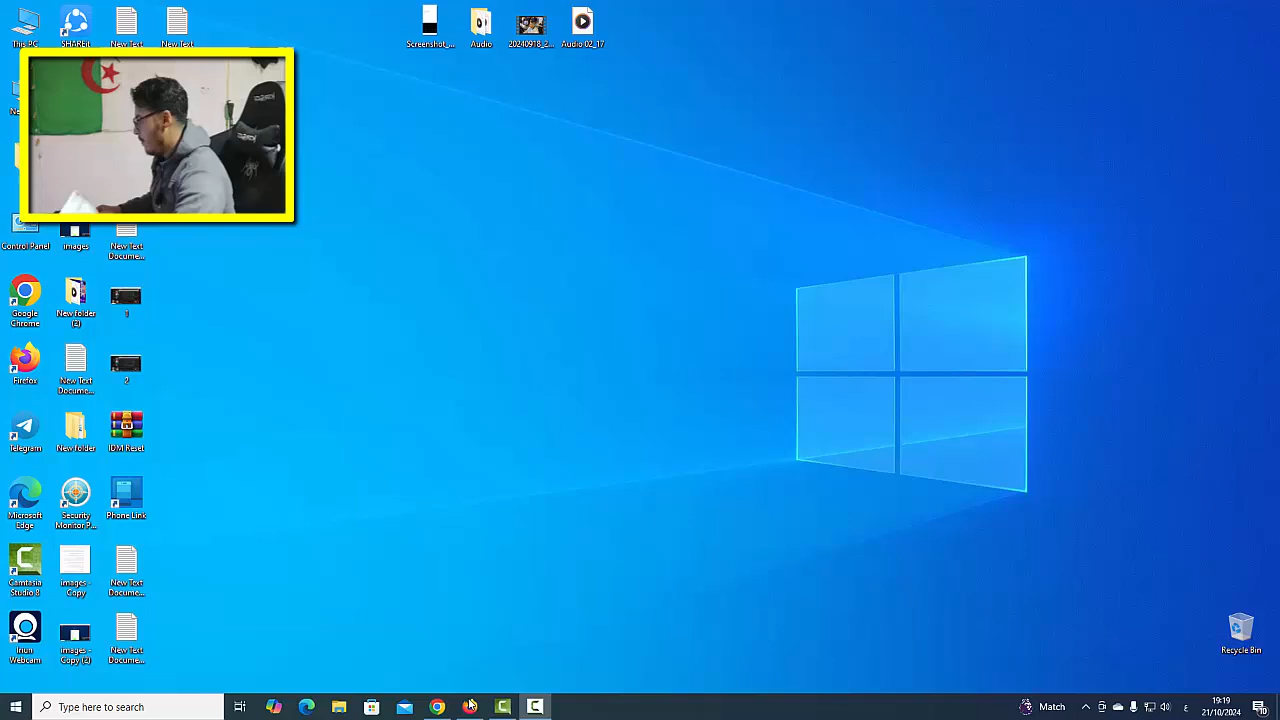 This PC
SHAREit
New Text
New Text
Screenshot_...
Audio
20240918_2...
Audio 02_17
Control Panel
images
New Text
Docume...
Google
Chrome
New folder
(2)
1
Firefox
New Text
Docume...
2
Telegram
New folder
IDM Reset
Microsoft
Edge
Security
Monitor P...
Phone Link
Camtasia
Studio 8
images -
Copy
New Text
Docume...
Iriun
Webcam
images -
Copy (2)
New Text
Docume...
Recycle Bin
Type here to search
Match
ع
19:19
21/10/2024